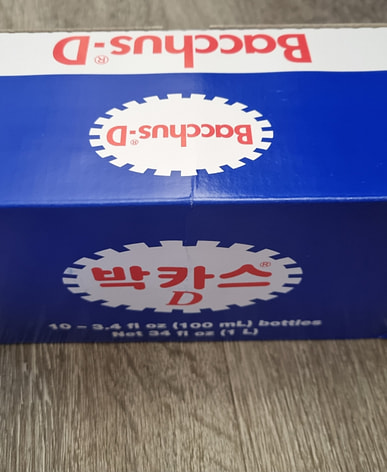 Bacchus-D®
Bacchus-D®
박카스®
D
10 - 3.4 fl oz (100 mL) bottles
Net 34 fl oz (1 L)